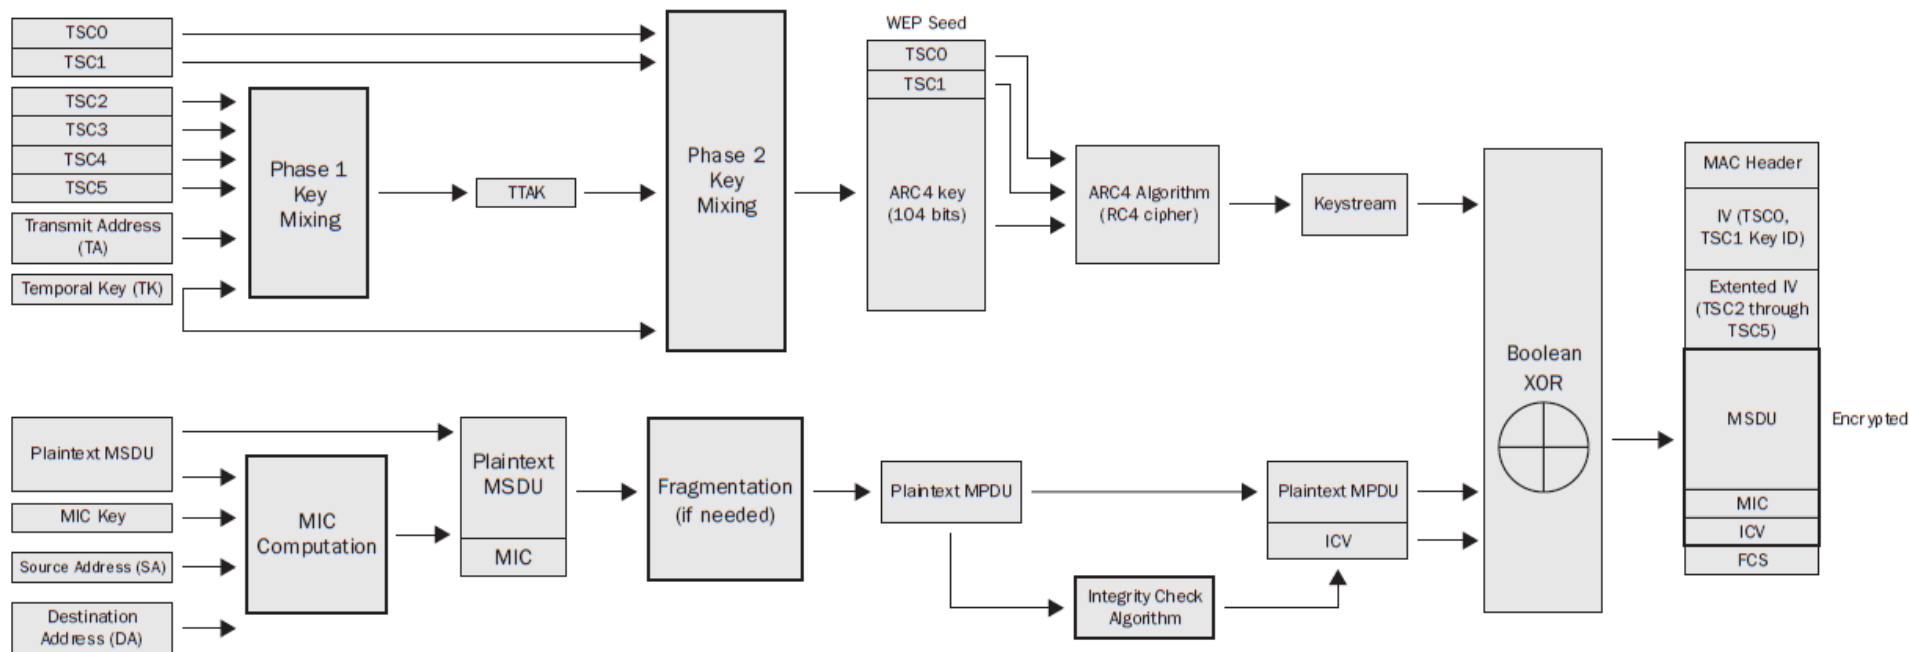 TSC0
TSC1
TSC2
TSC3
TSC4
TSC5
Transmit Address
(TA)
Temporal Key (TK)
Phase 1
Key
Mixing
TTAK
Phase 2
Key
Mixing
WEP Seed
TSC0
TSC1
ARC4 key
(104 bits)
ARC4 Algorithm
(RC4 cipher)
Keystream
Plaintext MSDU
MIC Key
Source Address (SA)
Destination
Address (DA)
MIC
Computation
Plaintext
MSDU
MIC
Fragmentation
(if needed)
Plaintext MPDU
Integrity Check
Algorithm
Plaintext MPDU
ICV
Boolean
XOR
MAC Header
IV (TSC0,
TSC1 Key ID)
Extented IV
(TSC2 through
TSC5)
MSDU
MIC
ICV
FCS
Encrypted